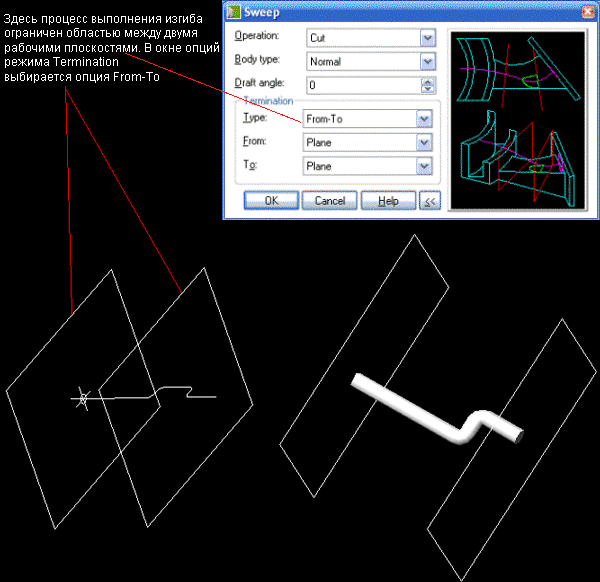 Здесь процесс выполнения изгиба
ограничен областью между двумя
рабочими плоскостями. В окне опций
режима Termination
выбирается опция From-To
Sweep
Operation: Cut
Body type: Normal
Draft angle: 0
Termination
Type: From-To
From: Plane
To: Plane
OK Cancel Help <<